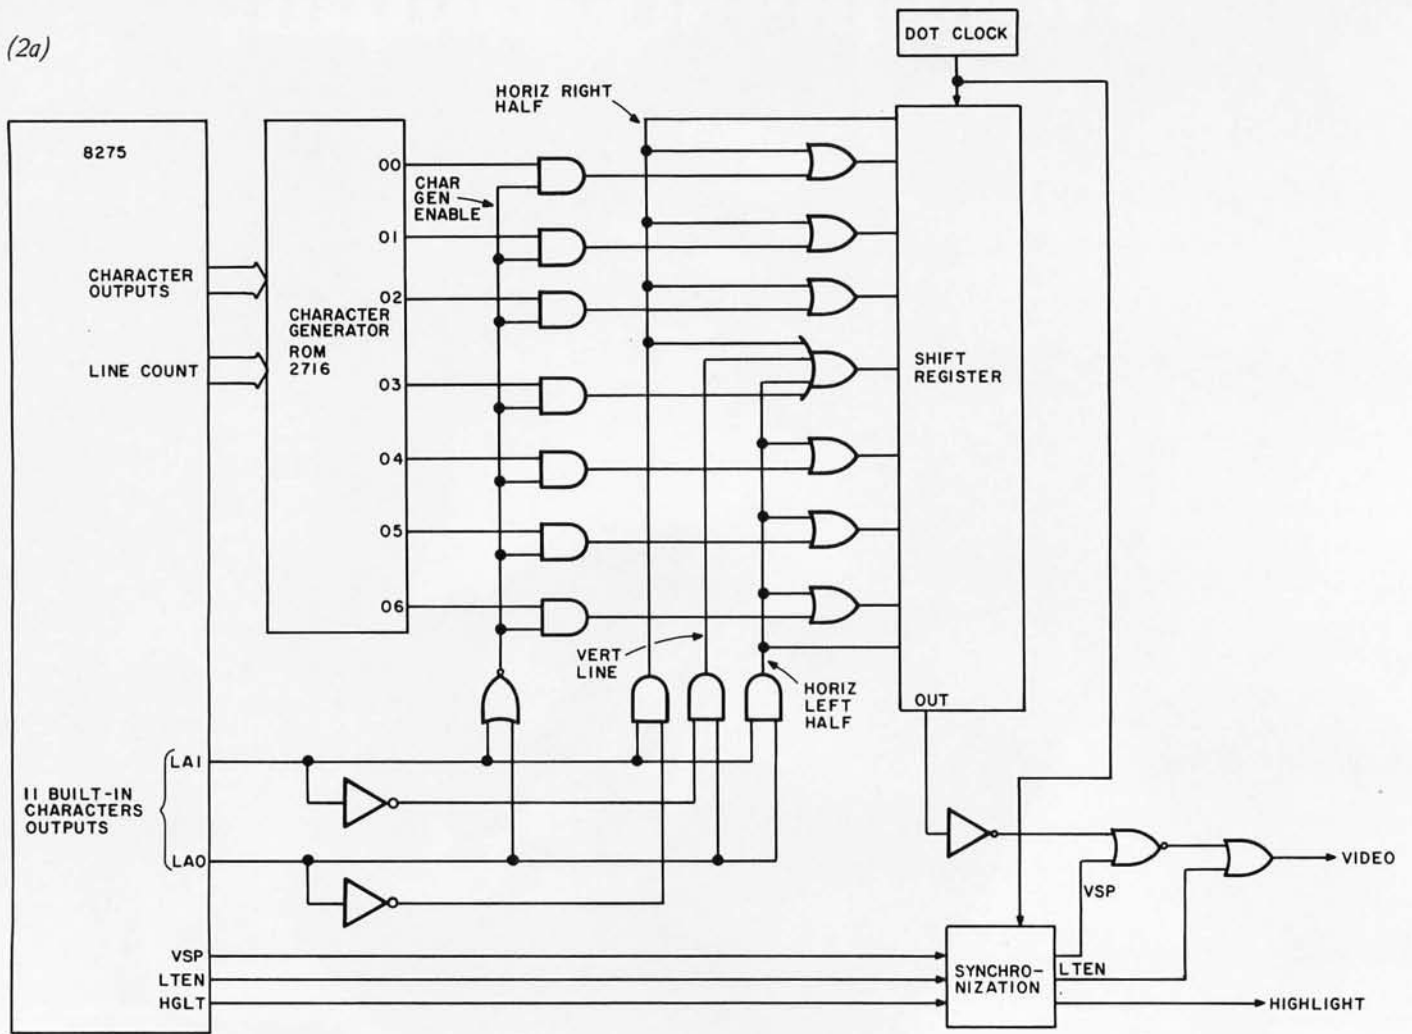 (2a)
DOT CLOCK
HORIZ RIGHT
HALF
8275
00
CHAR
GEN
ENABLE
01
CHARACTER
OUTPUTS
02
CHARACTER
GENERATOR
ROM
2716
LINE COUNT
SHIFT
REGISTER
03
04
05
06
VERT
LINE
HORIZ
LEFT
HALF
OUT
LA1
11 BUILT-IN
CHARACTERS
OUTPUTS
LA0
VIDEO
VSP
VSP
LTEN
HGLT
SYNCHRO-
NIZATION
LTEN
HIGHLIGHT